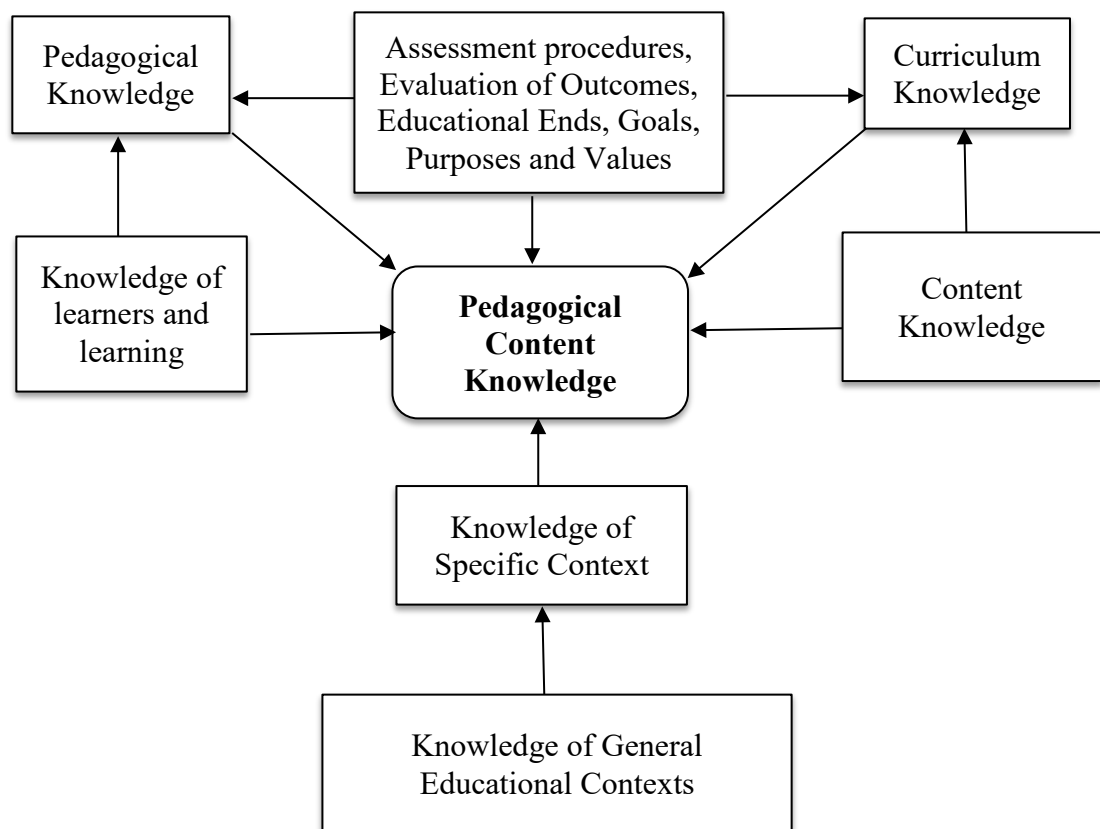 Pedagogical
Knowledge
Assessment procedures,
Evaluation of Outcomes,
Educational Ends, Goals,
Purposes and Values
Curriculum
Knowledge
Knowledge of
learners and
learning
Pedagogical
Content
Knowledge
Content
Knowledge
Knowledge of
Specific Context
Knowledge of General
Educational Contexts